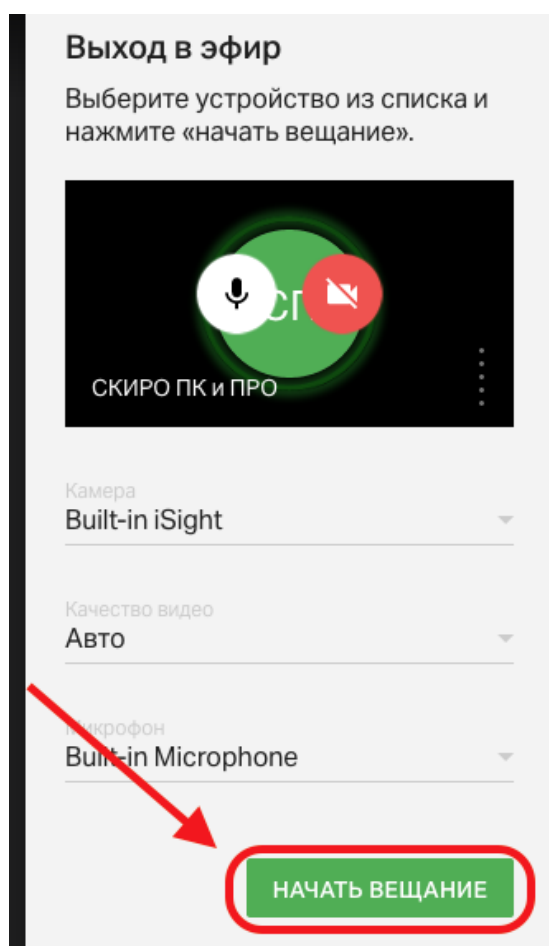 Выход в эфир
Выберите устройство из списка и
нажмите «начать вещание».
СКИРО ПК и ПРО
Камера
Built-in iSight
Качество видео
Авто
Микрофон
Built-in Microphone
НАЧАТЬ ВЕЩАНИЕ